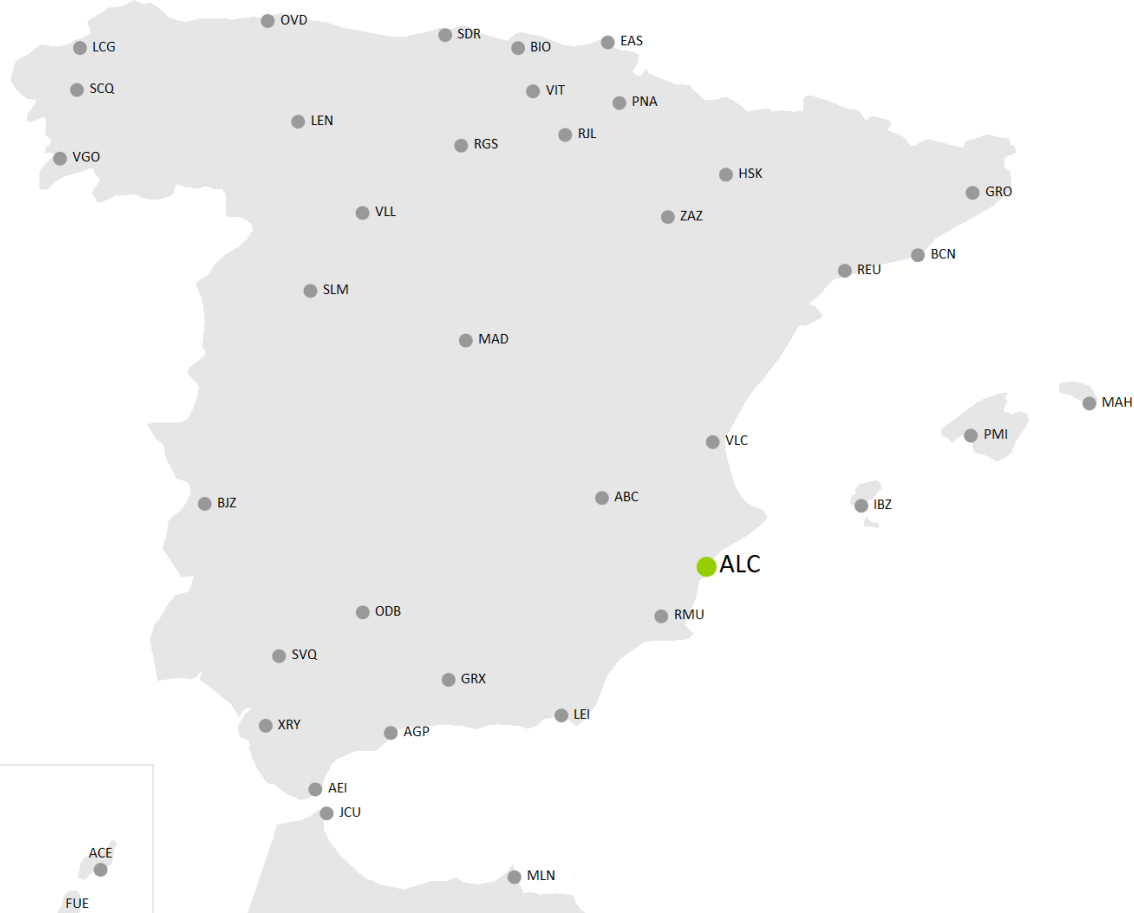 OVD
SDR
EAS
LCG
BIO
SCQ
VIT
PNA
LEN
RJL
RGS
VGO
HSK
GRO
VLL
ZAZ
BCN
REU
SLM
MAD
MAH
PMI
VLC
ABC
BJZ
IBZ
ALC
ODB
RMU
SVQ
GRX
LEI
XRY
AGP
AEI
JCU
ACE
MLN
FUE